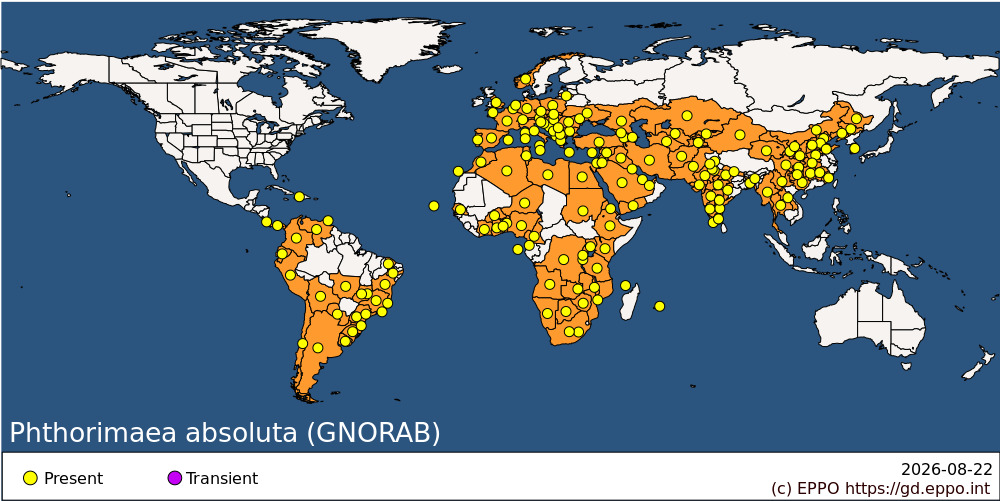 Phthorimaea absoluta (GNORAB)
Present
Transient
2026-08-22
(c) EPPO https://gd.eppo.int